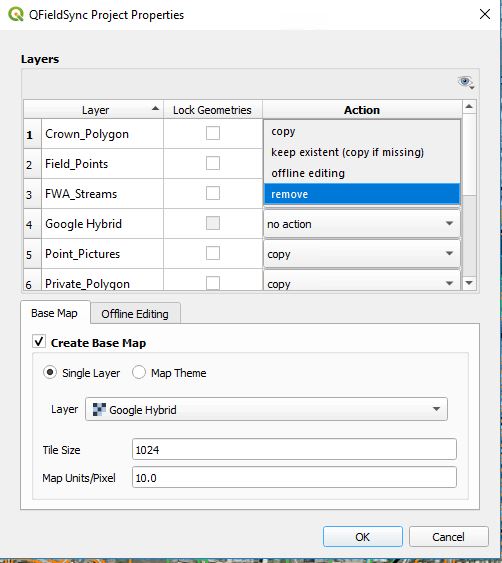 QFieldSync Project Properties
Layers
Layer Lock Geometries Action
1 Crown_Polygon copy
keep existent (copy if missing)
2 Field_Points
offline editing
3 FWA_Streams remove
4 Google Hybrid no action
5 Point_Pictures copy
6 Private_Polygon copy
Base Map Offline Editing
Create Base Map
Single Layer Map Theme
Layer Google Hybrid
Tile Size 1024
Map Units/Pixel 10.0
OK Cancel